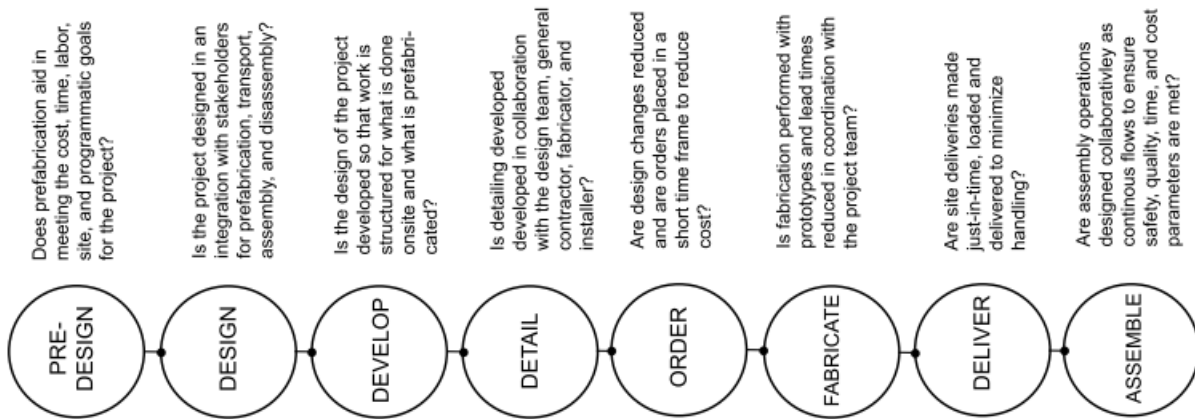 PRE-
DESIGN
Does prefabrication aid in
meeting the cost, time, labor,
site, and programmatic goals
for the project?
DESIGN
Is the project designed in an
integration with stakeholders
for prefabrication, transport,
assembly, and disassembly?
DEVELOP
Is the design of the project
developed so that work is
structured for what is done
onsite and what is prefabri-
cated?
DETAIL
Is detailing developed
developed in collaboration
with the design team, general
contractor, fabricator, and
installer?
ORDER
Are design changes reduced
and are orders placed in a
short time frame to reduce
cost?
FABRICATE
Is fabrication performed with
prototypes and lead times
reduced in coordination with
the project team?
DELIVER
Are site deliveries made
just-in-time, loaded and
delivered to minimize
handling?
ASSEMBLE
Are assembly operations
designed collaborativley as
continous flows to ensure
safety, quality, time, and cost
parameters are met?